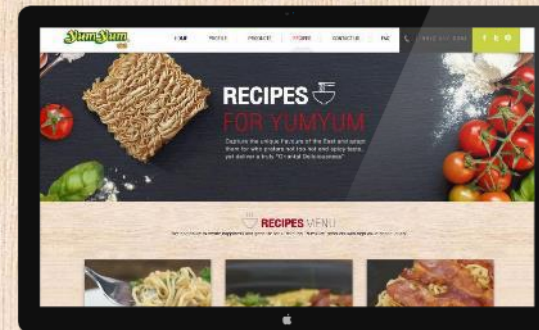 YumYum
HOME PROFILE PRODUCTS RECIPES CONTACT US FAQ
RECIPES
FOR YUMYUM
Capture the unique flavours of the East and adapt
them for who prefers not too hot and spicy taste,
yet deliver a truly "Oriental Deliciousness"
RECIPES MENU